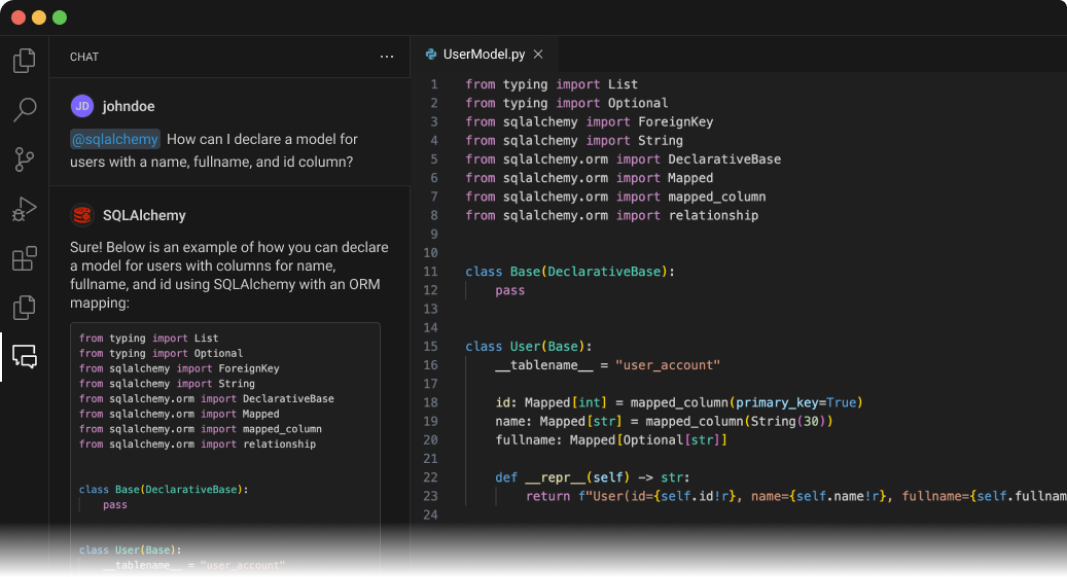 CHAT
···
JD johndoe
@sqlalchemy How can I declare a model for
users with a name, fullname, and id column?
SQLAlchemy
Sure! Below is an example of how you can declare
a model for users with columns for name,
fullname, and id using SQLAlchemy with an ORM
mapping:
from typing import List
from typing import Optional
from sqlalchemy import ForeignKey
from sqlalchemy import String
from sqlalchemy.orm import DeclarativeBase
from sqlalchemy.orm import Mapped
from sqlalchemy.orm import mapped_column
from sqlalchemy.orm import relationship
class Base(DeclarativeBase):
pass
class User(Base):
__tablename__ = "user_account"
UserModel.py
1 from typing import List
2 from typing import Optional
3 from sqlalchemy import ForeignKey
4 from sqlalchemy import String
5 from sqlalchemy.orm import DeclarativeBase
6 from sqlalchemy.orm import Mapped
7 from sqlalchemy.orm import mapped_column
8 from sqlalchemy.orm import relationship
9
10
11 class Base(DeclarativeBase):
12 pass
13
14
15 class User(Base):
16 __tablename__ = "user_account"
17
18 id: Mapped[int] = mapped_column(primary_key=True)
19 name: Mapped[str] = mapped_column(String(30))
20 fullname: Mapped[Optional[str]]
21
22 def __repr__(self) -> str:
23 return f"User(id={self.id!r}, name={self.name!r}, fullname={self.fullnam
24